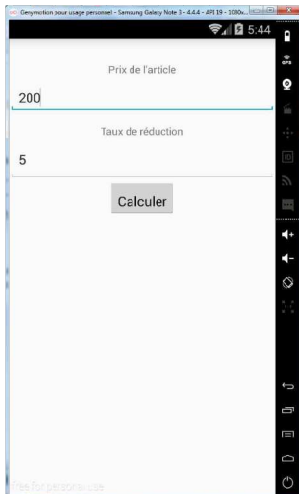 Genymotion pour usage personnel - Samsung Galaxy Note 3 - 4.4.4 - API 19 - 1080x...
5:44
Prix de l'article
200
Taux de réduction
5
Calculer
free for personal use